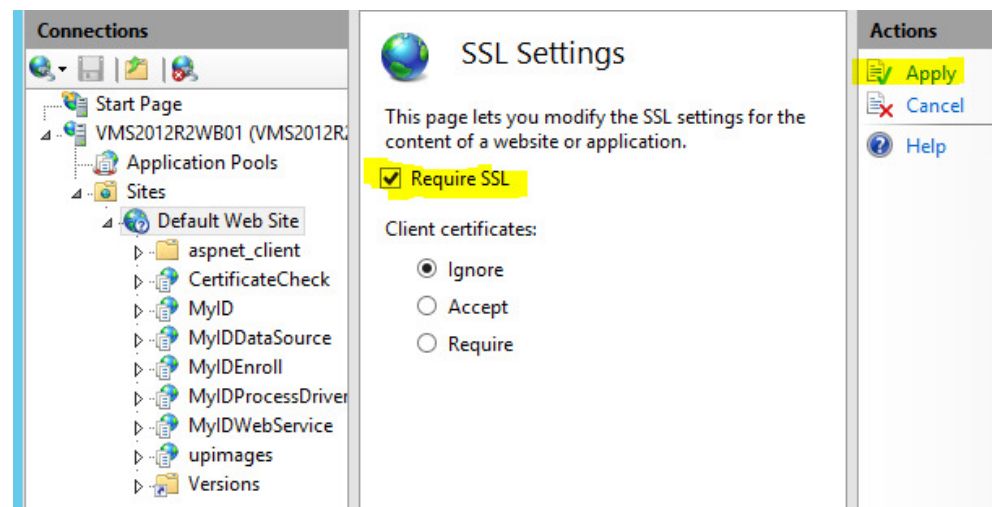 Connections
Start Page
VMS2012R2WB01 (VMS2012R2
Application Pools
Sites
Default Web Site
aspnet_client
CertificateCheck
MyID
MyIDDataSource
MyIDEnroll
MyIDProcessDriver
MyIDWebService
upimages
Versions
SSL Settings
This page lets you modify the SSL settings for the
content of a website or application.
Require SSL
Client certificates:
Ignore
Accept
Require
Actions
Apply
Cancel
Help